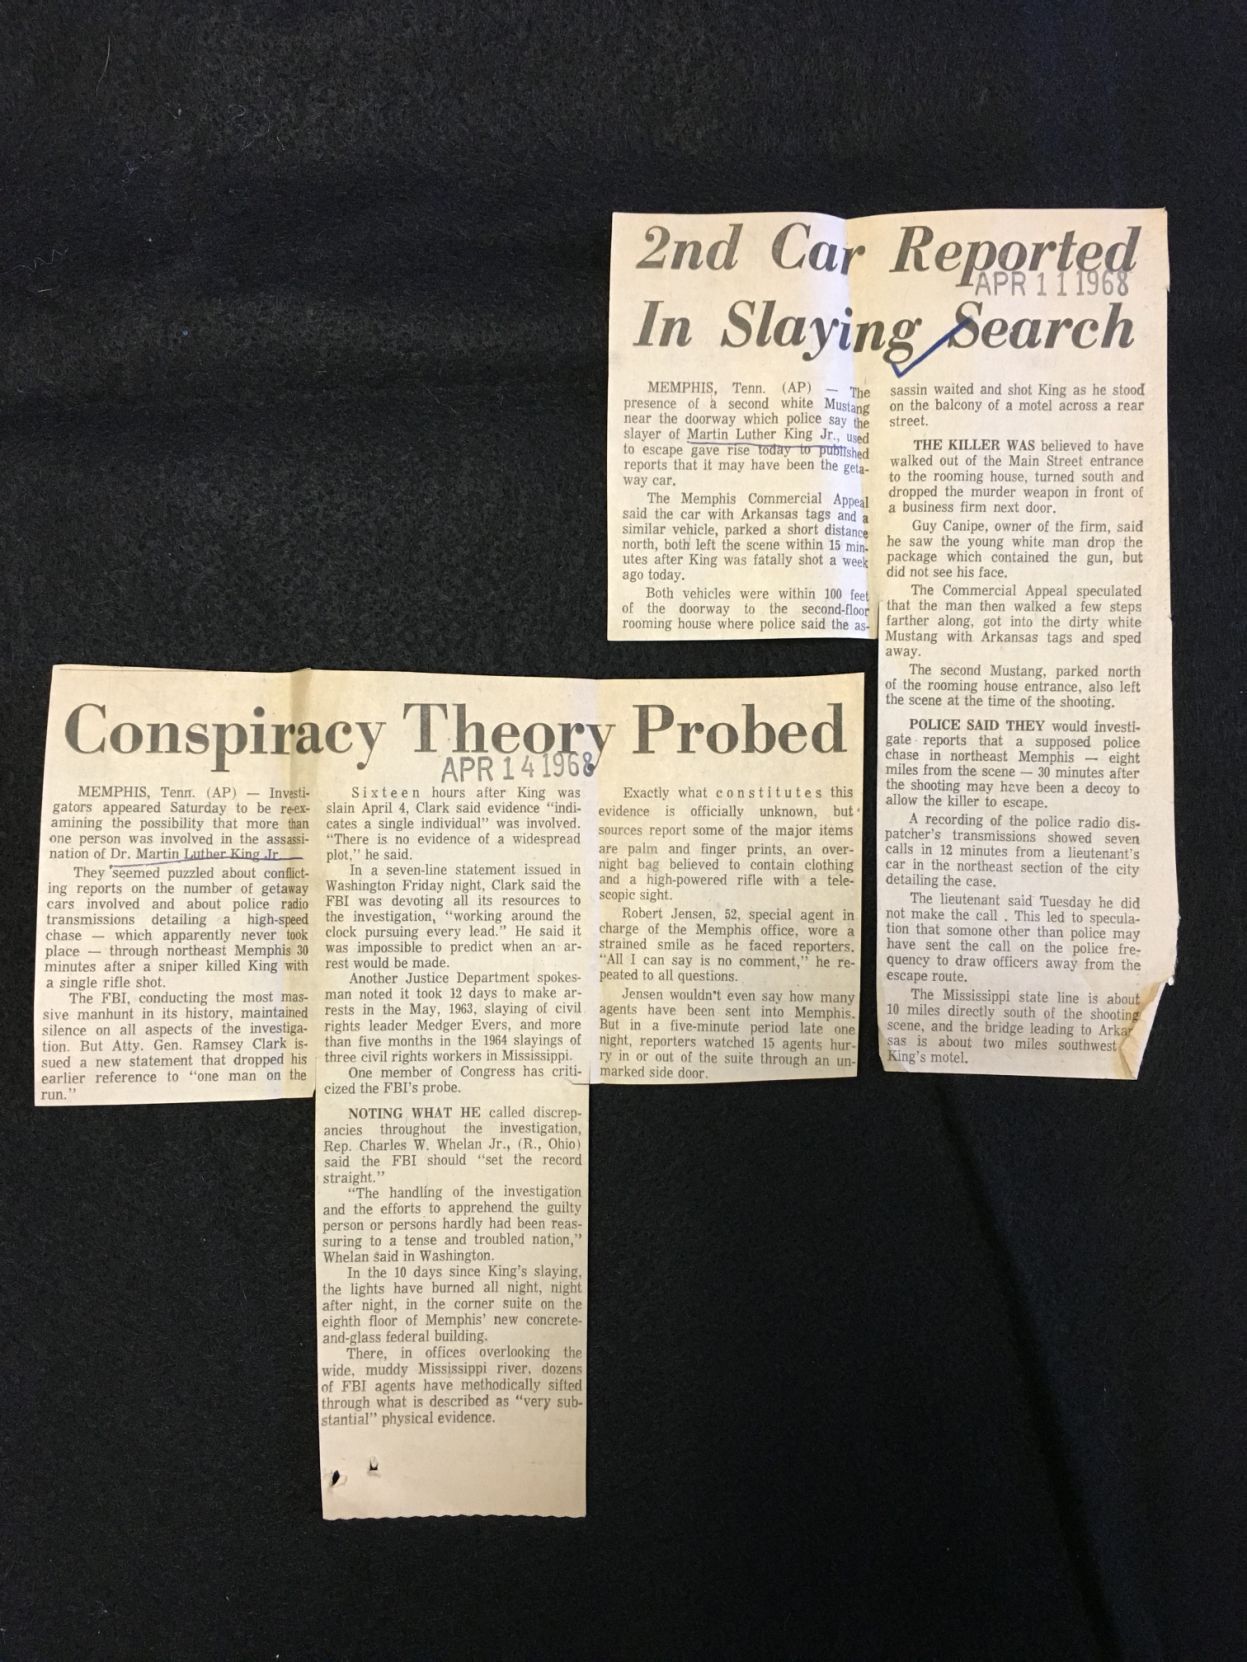 2nd Car Reported
APR 11 1968
In Slaying Search
MEMPHIS, Tenn. (AP) — The
presence of a second white Mustang
near the doorway which police say the
slayer of Martin Luther King Jr., used
to escape gave rise today to published
reports that it may have been the geta-
way car.
The Memphis Commercial Appeal
said the car with Arkansas tags and a
similar vehicle, parked a short distance
north, both left the scene within 15 min-
utes after King was fatally shot a week
ago today.
Both vehicles were within 100 feet
of the doorway to the second-floor
rooming house where police said the as-
sassin waited and shot King as he stood
on the balcony of a motel across a rear
street.
THE KILLER WAS believed to have
walked out of the Main Street entrance
to the rooming house, turned south and
dropped the murder weapon in front of
a business firm next door.
Guy Canipe, owner of the firm, said
he saw the young white man drop the
package which contained the gun, but
did not see his face.
The Commercial Appeal speculated
that the man then walked a few steps
farther along, got into the dirty white
Mustang with Arkansas tags and sped
away.
The second Mustang, parked north
of the rooming house entrance, also left
the scene at the time of the shooting.
POLICE SAID THEY would investi-
gate reports that a supposed police
chase in northeast Memphis — eight
miles from the scene — 30 minutes after
the shooting may have been a decoy to
allow the killer to escape.
A recording of the police radio dis-
patcher's transmissions showed seven
calls in 12 minutes from a lieutenant's
car in the northeast section of the city
detailing the case.
The lieutenant said Tuesday he did
not make the call . This led to specula-
tion that somone other than police may
have sent the call on the police fre-
quency to draw officers away from the
escape route.
The Mississippi state line is about
10 miles directly south of the shooting
scene, and the bridge leading to Arkan-
sas is about two miles southwest
King's motel.
Conspiracy Theory Probed
APR 14 1968
MEMPHIS, Tenn. (AP) — Investi-
gators appeared Saturday to be reex-
amining the possibility that more than
one person was involved in the assassi-
nation of Dr. Martin Luther King Jr.
They seemed puzzled about conflict-
ing reports on the number of getaway
cars involved and about police radio
transmissions detailing a high-speed
chase — which apparently never took
place — through northeast Memphis 30
minutes after a sniper killed King with
a single rifle shot.
The FBI, conducting the most mas-
sive manhunt in its history, maintained
silence on all aspects of the investiga-
tion. But Atty. Gen. Ramsey Clark is-
sued a new statement that dropped his
earlier reference to "one man on the
run."
Sixteen hours after King was
slain April 4, Clark said evidence "indi-
cates a single individual" was involved.
"There is no evidence of a widespread
plot," he said.
In a seven-line statement issued in
Washington Friday night, Clark said the
FBI was devoting all its resources to
the investigation, "working around the
clock pursuing every lead." He said it
was impossible to predict when an ar-
rest would be made.
Another Justice Department spokes-
man noted it took 12 days to make ar-
rests in the May, 1963, slaying of civil
rights leader Medger Evers, and more
than five months in the 1964 slayings of
three civil rights workers in Mississippi.
One member of Congress has criti-
cized the FBI's probe.
NOTING WHAT HE called discrep-
ancies throughout the investigation,
Rep. Charles W. Whelan Jr., (R., Ohio)
said the FBI should "set the record
straight."
"The handling of the investigation
and the efforts to apprehend the guilty
person or persons hardly had been reas-
suring to a tense and troubled nation,"
Whelan said in Washington.
In the 10 days since King's slaying,
the lights have burned all night, night
after night, in the corner suite on the
eighth floor of Memphis' new concrete-
and-glass federal building.
There, in offices overlooking the
wide, muddy Mississippi river, dozens
of FBI agents have methodically sifted
through what is described as "very sub-
stantial" physical evidence.
Exactly what constitutes this
evidence is officially unknown, but
sources report some of the major items
are palm and finger prints, an over-
night bag believed to contain clothing
and a high-powered rifle with a tele-
scopic sight.
Robert Jensen, 52, special agent in
charge of the Memphis office, wore a
strained smile as he faced reporters.
"All I can say is no comment," he re-
peated to all questions.
Jensen wouldn't even say how many
agents have been sent into Memphis.
But in a five-minute period late one
night, reporters watched 15 agents hur-
ry in or out of the suite through an un-
marked side door.